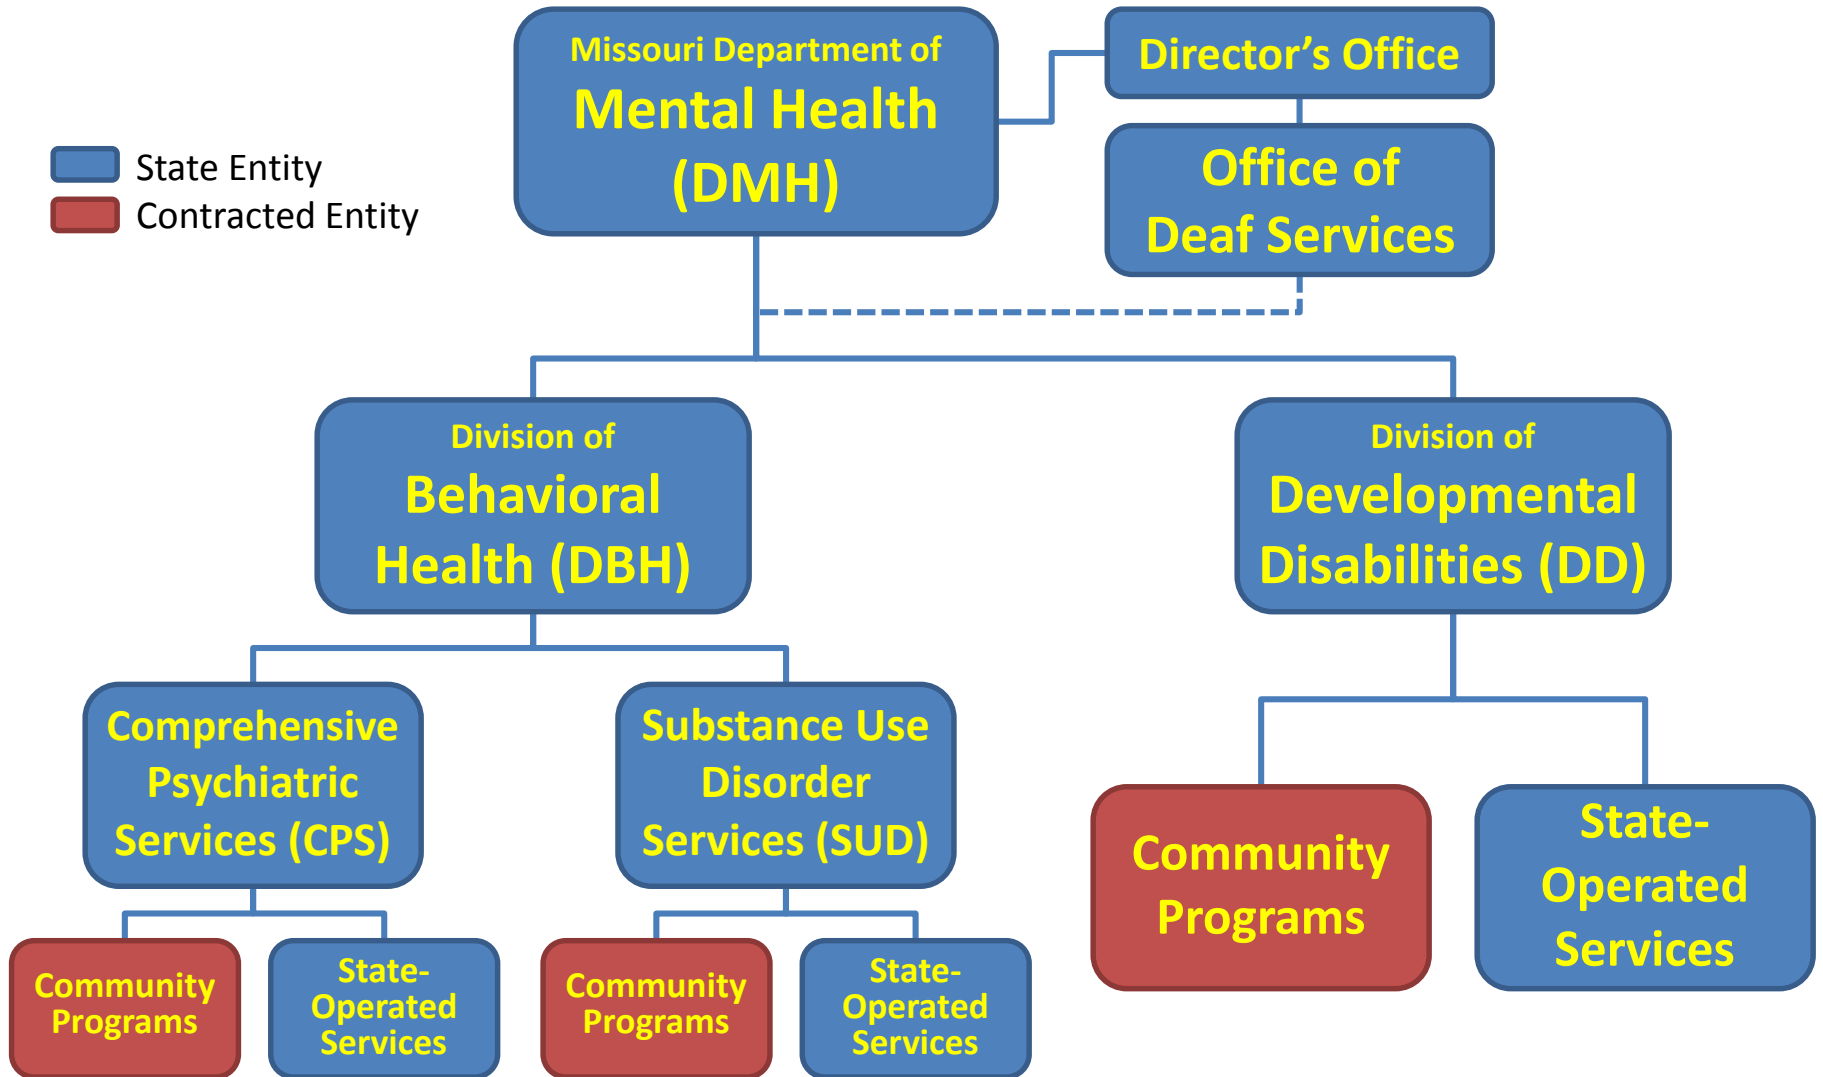 Missouri Department of
Mental Health
(DMH)
Director’s Office
Office of
Deaf Services
State Entity
Contracted Entity
Division of
Behavioral
Health (DBH)
Division of
Developmental
Disabilities (DD)
Comprehensive
Psychiatric
Services (CPS)
Substance Use
Disorder
Services (SUD)
Community
Programs
State-
Operated
Services
Community
Programs
State-
Operated
Services
Community
Programs
State-
Operated
Services